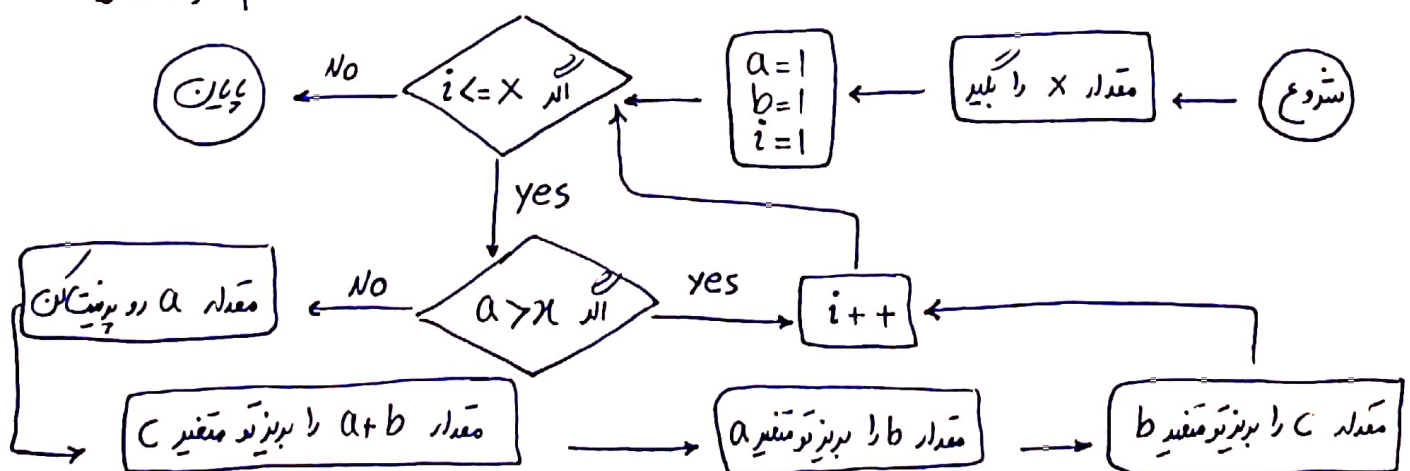 شروع
مقدار x را بگیر
a=1
b=1
i=1
اگر i<=x
No
پایان
yes
اگر a>x
yes
i++
No
مقدار a رو پرینت کن
مقدار a+b را بریز تو متغیر c
مقدار b را بریز تو متغیر a
مقدار c را بریز تو متغیر b